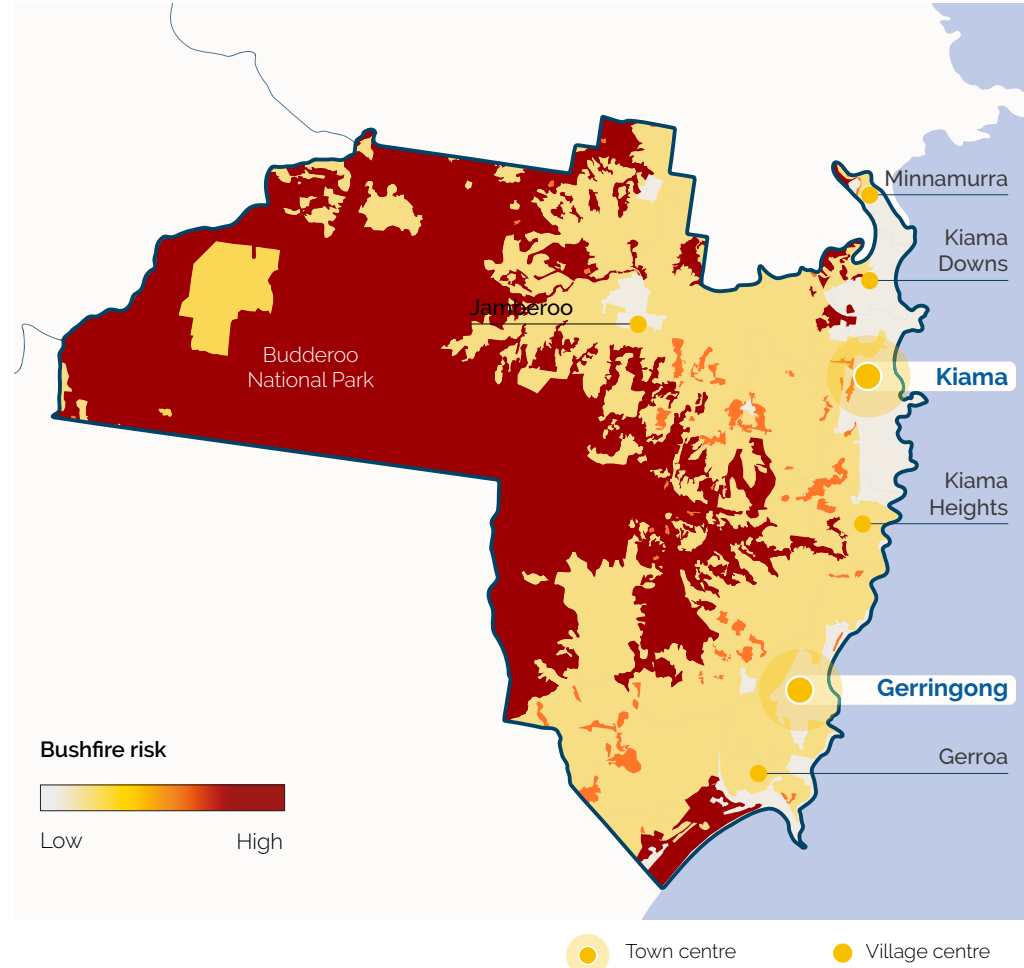 Minnamurra
Kiama
Downs
Jamberoo
Budderoo
National Park
Kiama
Kiama
Heights
Gerringong
Bushfire risk
Gerroa
Low
High
Town centre
Village centre